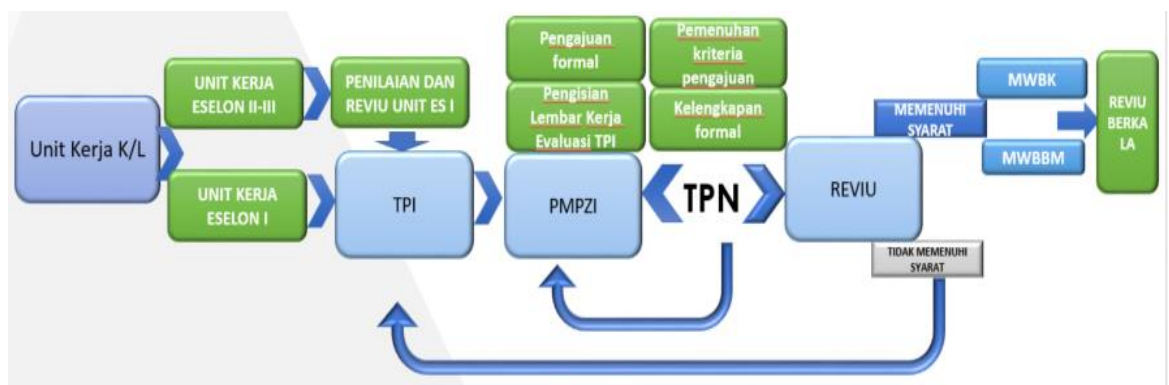 Unit Kerja K/L
UNIT KERJA
ESELON II-III
PENILAIAN DAN
REVIU UNIT ES I
UNIT KERJA
ESELON I
TPI
Pengajuan
formal
Pemenuhan
kriteria
pengajuan
Pengisian
Lembar Kerja
Evaluasi TPI
Kelengkapan
formal
PMPZI
TPN
REVIU
MEMENUHI
SYARAT
TIDAK MEMENUHI
SYARAT
MWBK
MWBBM
REVIU
BERKA
LA